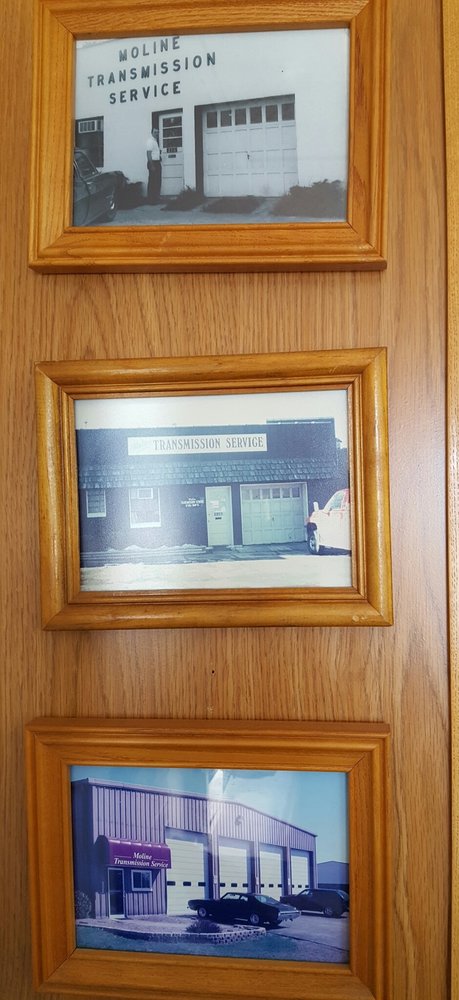 MOLINE
TRANSMISSION
SERVICE
TRANSMISSION SERVICE
Moline
Transmission Service